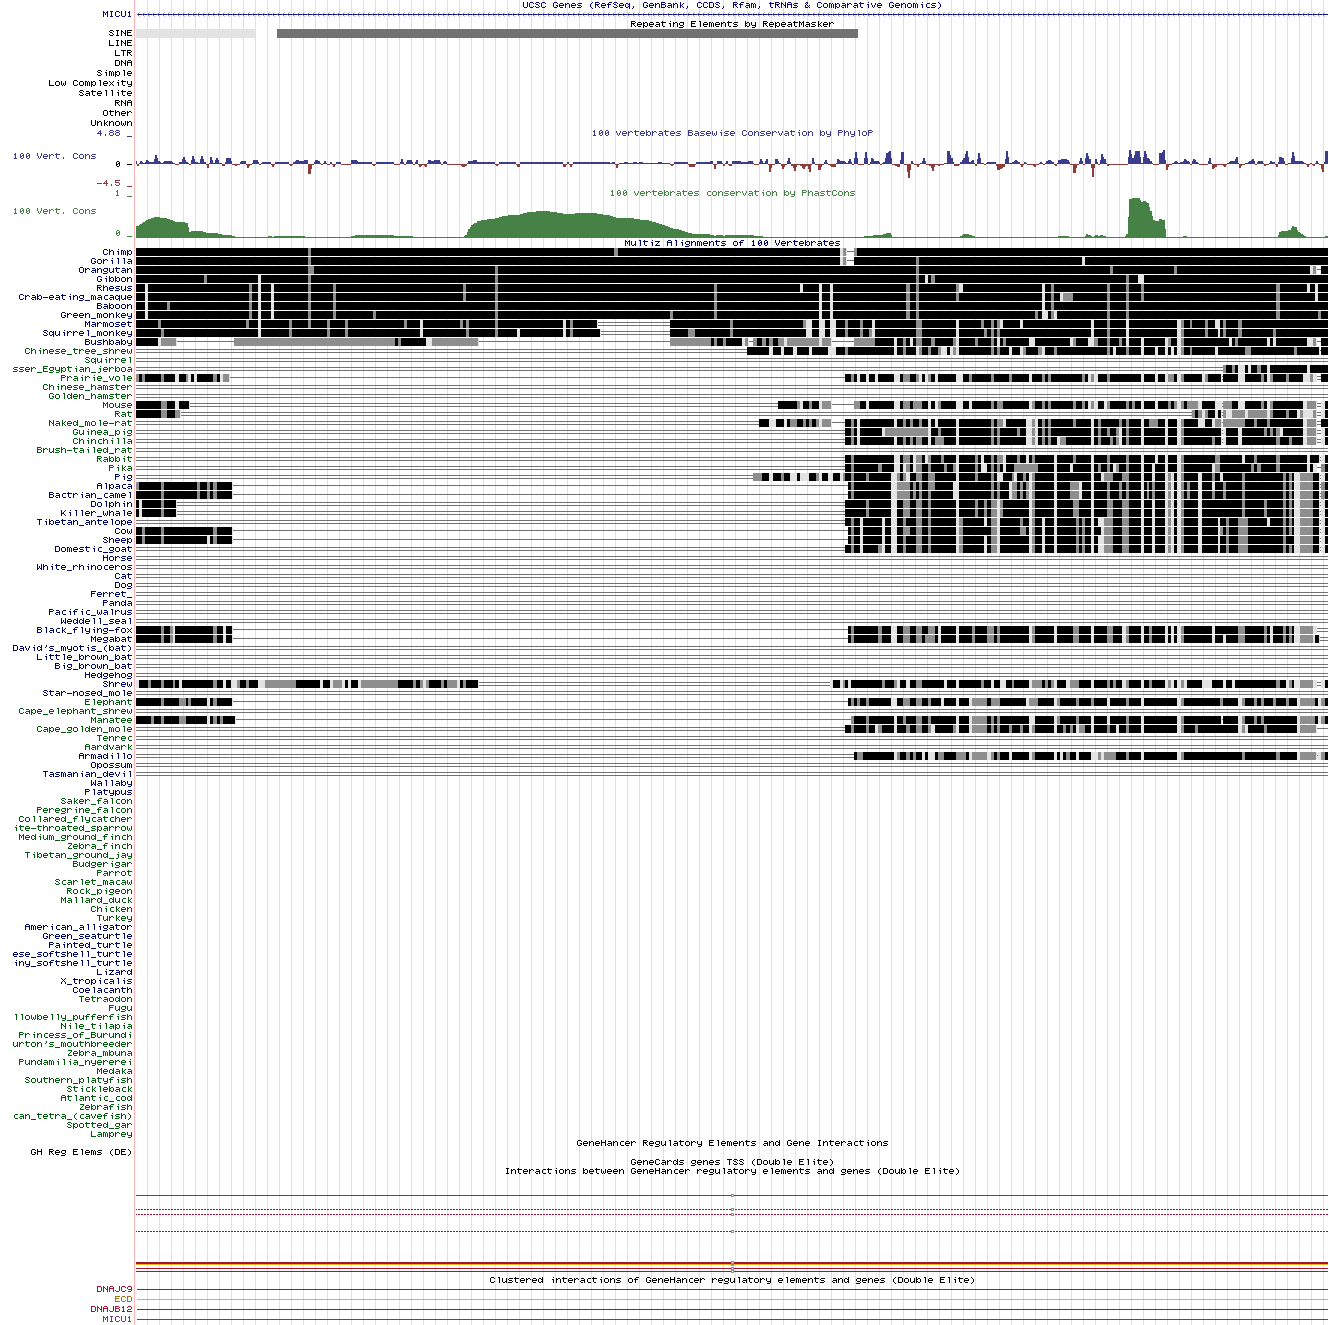 UCSC Genes (RefSeq, GenBank, CCDS, Rfam, tRNAs & Comparative Genomics)
MICU1
Repeating Elements by RepeatMasker
SINE
LINE
LTR
DNA
Simple
Low Complexity
Satellite
RNA
Other
Unknown
4.88 _
100 vertebrates Basewise Conservation by PhyloP
100 Vert. Cons
0 _
-4.5 _
1 _
100 vertebrates conservation by PhastCons
100 Vert. Cons
0 _
Multiz Alignments of 100 Vertebrates
Chimp
Gorilla
Orangutan
Gibbon
Rhesus
Crab-eating_macaque
Baboon
Green_monkey
Marmoset
Squirrel_monkey
Bushbaby
Chinese_tree_shrew
Squirrel
sser_Egyptian_jerboa
Prairie_vole
Chinese_hamster
Golden_hamster
Mouse
Rat
Naked_mole-rat
Guinea_pig
Chinchilla
Brush-tailed_rat
Rabbit
Pika
Pig
Alpaca
Bactrian_camel
Dolphin
Killer_whale
Tibetan_antelope
Cow
Sheep
Domestic_goat
Horse
White_rhinoceros
Cat
Dog
Ferret_
Panda
Pacific_walrus
Weddell_seal
Black_flying-fox
Megabat
David's_myotis_(bat)
Little_brown_bat
Big_brown_bat
Hedgehog
Shrew
Star-nosed_mole
Elephant
Cape_elephant_shrew
Manatee
Cape_golden_mole
Tenrec
Aardvark
Armadillo
Opossum
Tasmanian_devil
Wallaby
Platypus
Saker_falcon
Peregrine_falcon
Collared_flycatcher
ite-throated_sparrow
Medium_ground_finch
Zebra_finch
Tibetan_ground_jay
Budgerigar
Parrot
Scarlet_macaw
Rock_pigeon
Mallard_duck
Chicken
Turkey
American_alligator
Green_seaturtle
Painted_turtle
ese_softshell_turtle
iny_softshell_turtle
Lizard
X_tropicalis
Coelacanth
Tetraodon
Fugu
llowbelly_pufferfish
Nile_tilapia
Princess_of_Burundi
urton's_mouthbreeder
Zebra_mbuna
Pundamilia_nyererei
Medaka
Southern_platyfish
Stickleback
Atlantic_cod
Zebrafish
can_tetra_(cavefish)
Spotted_gar
Lamprey
GeneHancer Regulatory Elements and Gene Interactions
GH Reg Elems (DE)
GeneCards genes TSS (Double Elite)
Interactions between GeneHancer regulatory elements and genes (Double Elite)
Clustered interactions of GeneHancer regulatory elements and genes (Double Elite)
DNAJC9
ECD
DNAJB12
MICU1